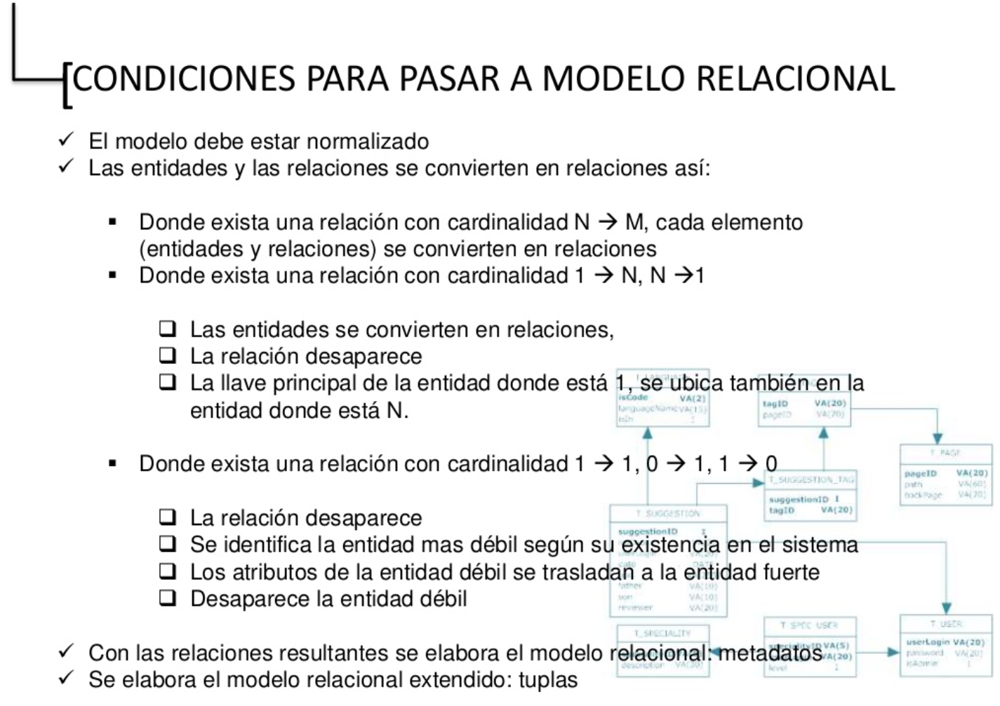 CONDICIONES PARA PASAR A MODELO RELACIONAL
El modelo debe estar normalizado
Las entidades y las relaciones se convierten en relaciones así:
Donde exista una relación con cardinalidad N → M, cada elemento
(entidades y relaciones) se convierten en relaciones
Donde exista una relación con cardinalidad 1 → N, N →1
Las entidades se convierten en relaciones,
La relación desaparece
La llave principal de la entidad donde está 1, se ubica también en la
entidad donde está N.
Donde exista una relación con cardinalidad 1 → 1, 0 → 1, 1 → 0
La relación desaparece
Se identifica la entidad mas débil según su existencia en el sistema
Los atributos de la entidad débil se trasladan a la entidad fuerte
Desaparece la entidad débil
Con las relaciones resultantes se elabora el modelo relacional: metadatos
Se elabora el modelo relacional extendido: tuplas
isCode VA(2)
languageName VA(15)
isIn I
tagID VA(20)
pageID VA(20)
T_PAGE
pageID VA(20)
path VA(60)
backPage VA(20)
T_SUGGESTION_TAG
suggestionID I
tagID VA(20)
T_SUGGESTION
suggestionID I
VA(20)
DATE
father VA(10)
son VA(10)
reviewer VA(20)
T_SPECIALITY
description VA(30)
T_SPEC_USER
specialityID VA(5)
VA(20)
level I
T_USER
userLogin VA(20)
password VA(20)
isAdmin I